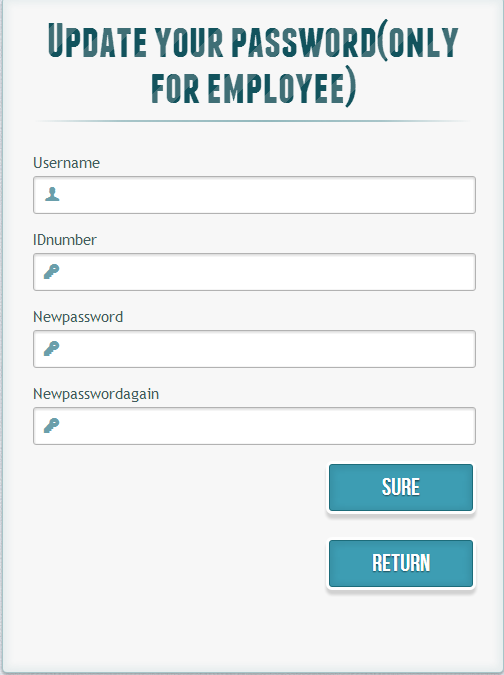 Update your password(only
for employee)
Username
IDnumber
Newpassword
Newpasswordagain
SURE
RETURN